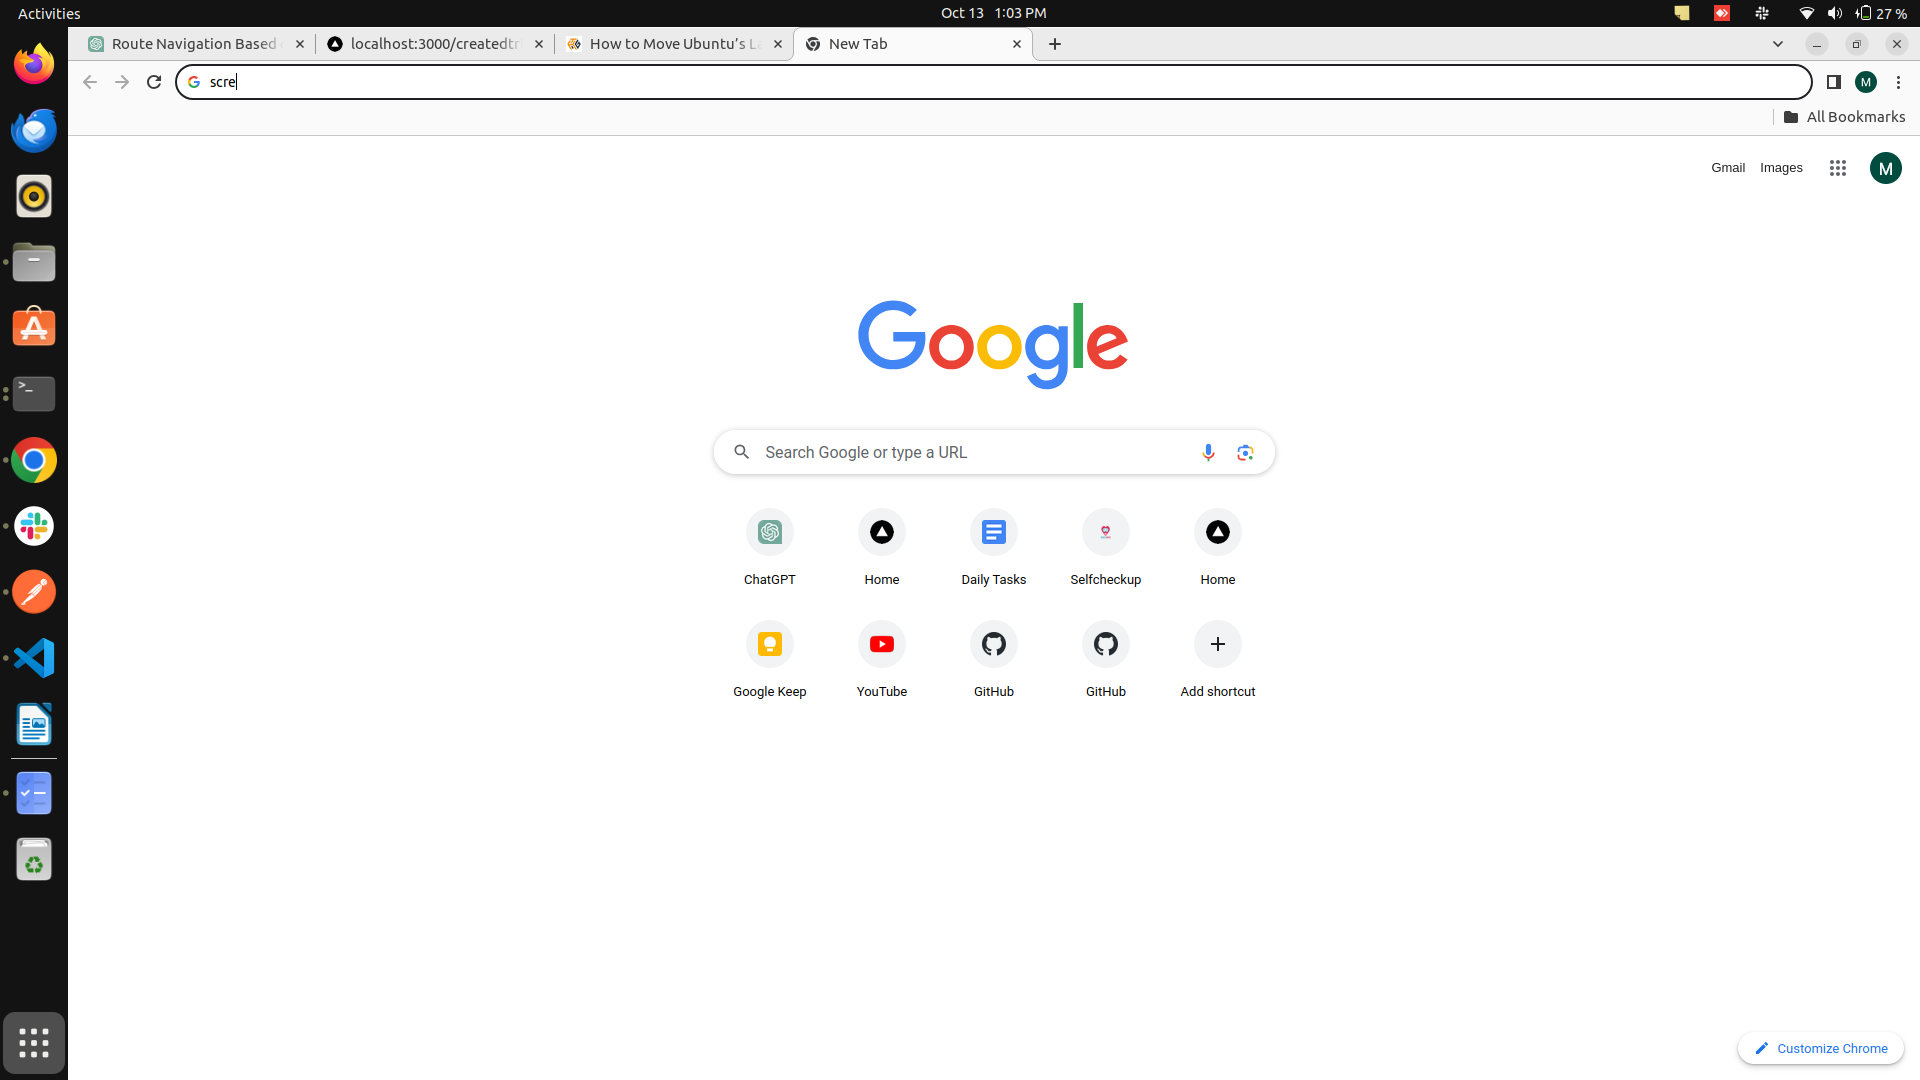 Activities
Oct 13 1:03 PM
27 %
Route Navigation Based
localhost:3000/createdtr
How to Move Ubuntu’s L
New Tab
scre
M
All Bookmarks
Gmail
Images
M
Google
Search Google or type a URL
ChatGPT
Home
Daily Tasks
Selfcheckup
Home
Google Keep
YouTube
GitHub
GitHub
Add shortcut
Customize Chrome